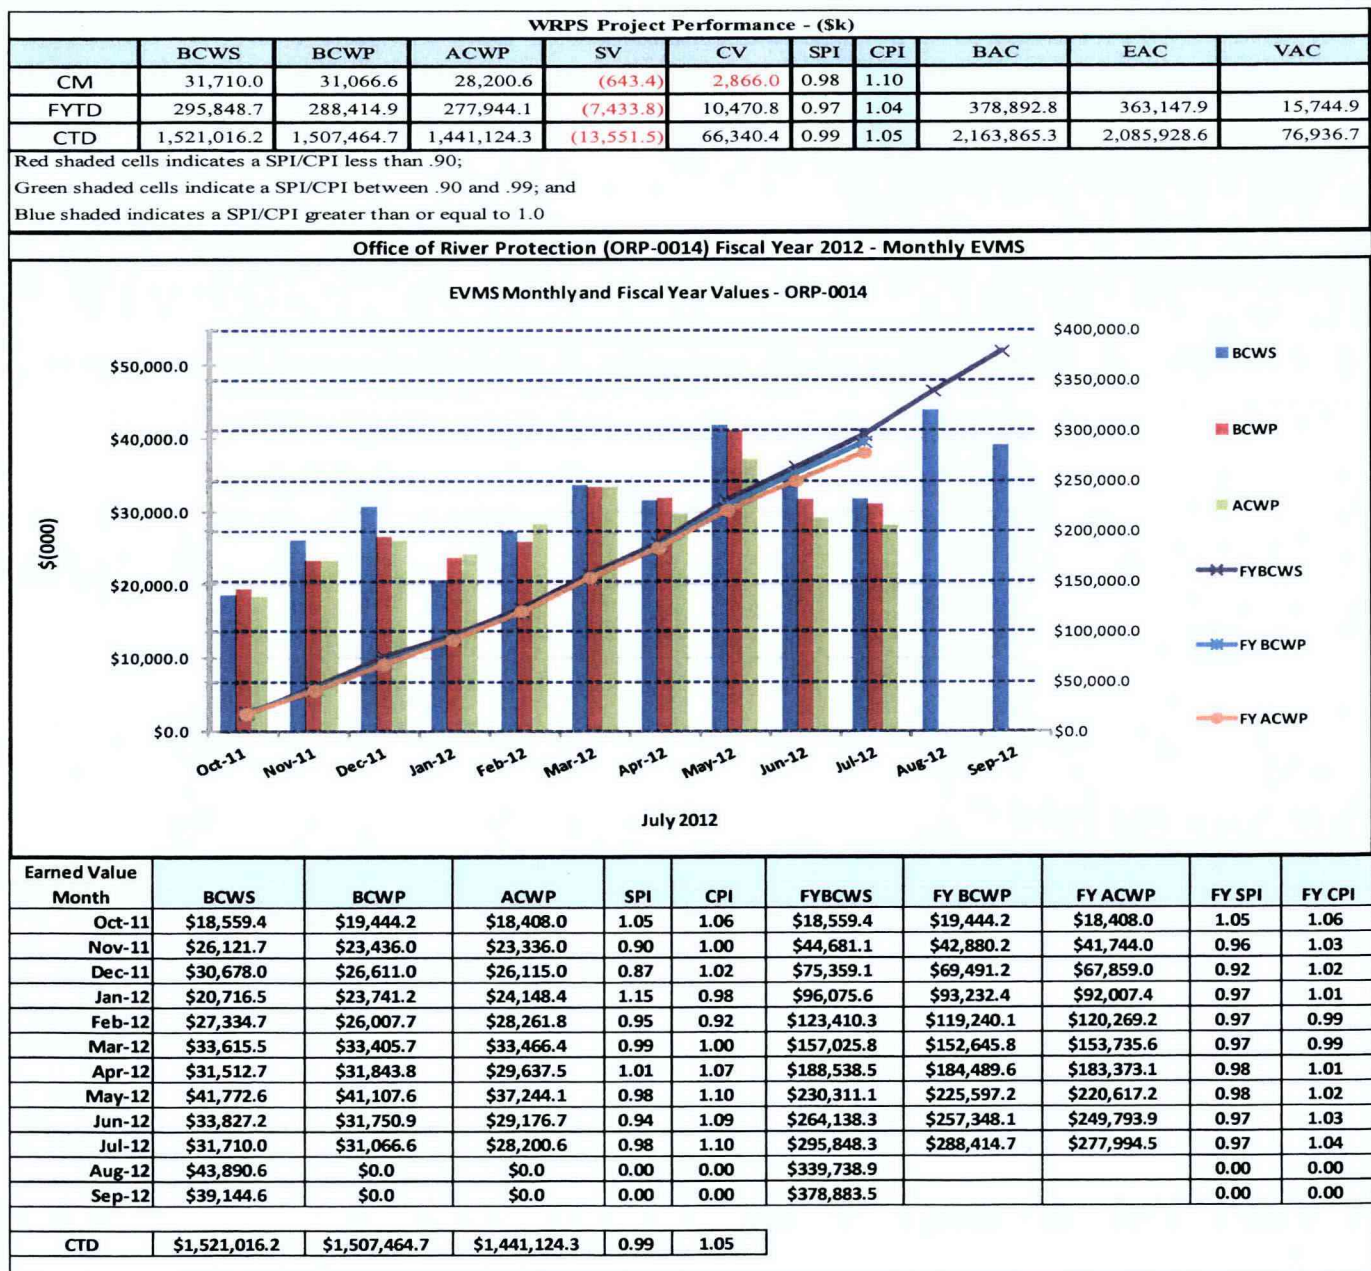 WRPS Project Performance - ($k)
BCWS BCWP ACWP SV CV SPI CPI BAC EAC VAC
CM 31,710.0 31,066.6 28,200.6 (643.4) 2,866.0 0.98 1.10
FYTD 295,848.7 288,414.9 277,944.1 (7,433.8) 10,470.8 0.97 1.04 378,892.8 363,147.9 15,744.9
CTD 1,521,016.2 1,507,464.7 1,441,124.3 (13,551.5) 66,340.4 0.99 1.05 2,163,865.3 2,085,928.6 76,936.7
Red shaded cells indicates a SPI/CPI less than .90;
Green shaded cells indicate a SPI/CPI between .90 and .99; and
Blue shaded indicates a SPI/CPI greater than or equal to 1.0
Office of River Protection (ORP-0014) Fiscal Year 2012 - Monthly EVMS
EVMS Monthly and Fiscal Year Values - ORP-0014
$(000)
$50,000.0
$40,000.0
$30,000.0
$20,000.0
$10,000.0
$0.0
$400,000.0
$350,000.0
$300,000.0
$250,000.0
$200,000.0
$150,000.0
$100,000.0
$50,000.0
$0.0
BCWS
BCWP
ACWP
FYBCWS
FY BCWP
FY ACWP
Oct-11 Nov-11 Dec-11 Jan-12 Feb-12 Mar-12 Apr-12 May-12 Jun-12 Jul-12 Aug-12 Sep-12
July 2012
Earned Value
Month BCWS BCWP ACWP SPI CPI FYBCWS FY BCWP FY ACWP FY SPI FY CPI
Oct-11 $18,559.4 $19,444.2 $18,408.0 1.05 1.06 $18,559.4 $19,444.2 $18,408.0 1.05 1.06
Nov-11 $26,121.7 $23,436.0 $23,336.0 0.90 1.00 $44,681.1 $42,880.2 $41,744.0 0.96 1.03
Dec-11 $30,678.0 $26,611.0 $26,115.0 0.87 1.02 $75,359.1 $69,491.2 $67,859.0 0.92 1.02
Jan-12 $20,716.5 $23,741.2 $24,148.4 1.15 0.98 $96,075.6 $93,232.4 $92,007.4 0.97 1.01
Feb-12 $27,334.7 $26,007.7 $28,261.8 0.95 0.92 $123,410.3 $119,240.1 $120,269.2 0.97 0.99
Mar-12 $33,615.5 $33,405.7 $33,466.4 0.99 1.00 $157,025.8 $152,645.8 $153,735.6 0.97 0.99
Apr-12 $31,512.7 $31,843.8 $29,637.5 1.01 1.07 $188,538.5 $184,489.6 $183,373.1 0.98 1.01
May-12 $41,772.6 $41,107.6 $37,244.1 0.98 1.10 $230,311.1 $225,597.2 $220,617.2 0.98 1.02
Jun-12 $33,827.2 $31,750.9 $29,176.7 0.94 1.09 $264,138.3 $257,348.1 $249,793.9 0.97 1.03
Jul-12 $31,710.0 $31,066.6 $28,200.6 0.98 1.10 $295,848.3 $288,414.7 $277,994.5 0.97 1.04
Aug-12 $43,890.6 $0.0 $0.0 0.00 0.00 $339,738.9 0.00 0.00
Sep-12 $39,144.6 $0.0 $0.0 0.00 0.00 $378,883.5 0.00 0.00
CTD $1,521,016.2 $1,507,464.7 $1,441,124.3 0.99 1.05